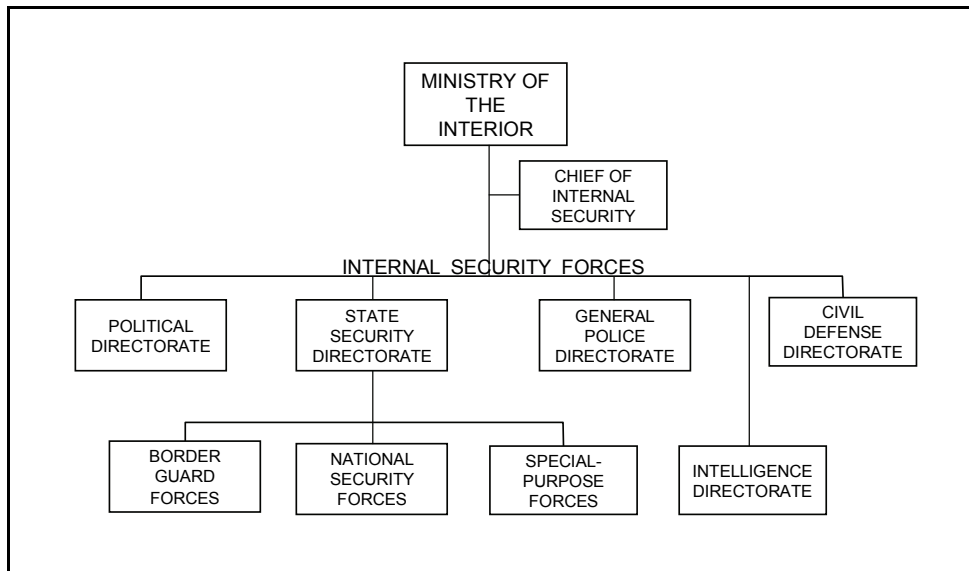 MINISTRY OF
THE
INTERIOR
CHIEF OF
INTERNAL
SECURITY
INTERNAL SECURITY FORCES
POLITICAL
DIRECTORATE
STATE
SECURITY
DIRECTORATE
GENERAL
POLICE
DIRECTORATE
CIVIL
DEFENSE
DIRECTORATE
BORDER
GUARD
FORCES
NATIONAL
SECURITY
FORCES
SPECIAL-
PURPOSE
FORCES
INTELLIGENCE
DIRECTORATE